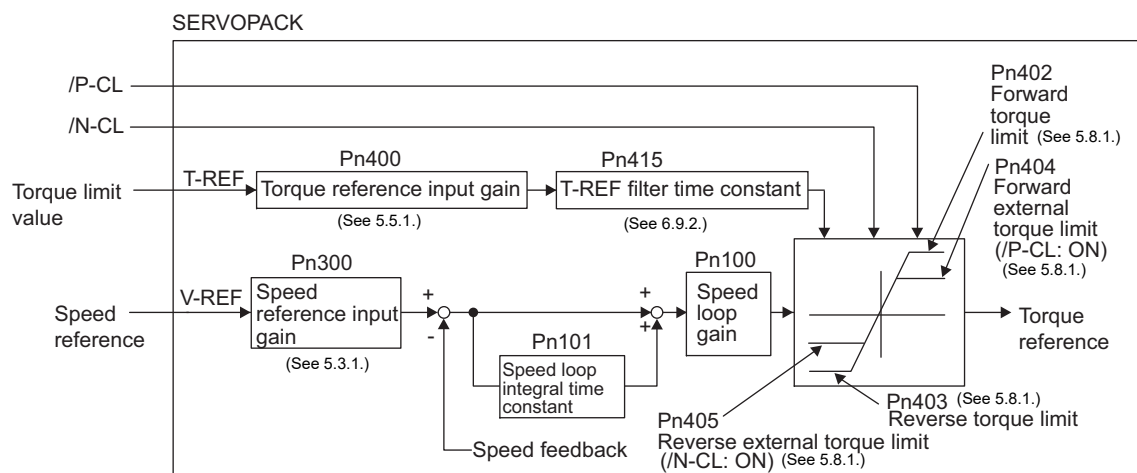 SERVOPACK
/P-CL
/N-CL
Torque limit
value
T-REF
Pn400
Torque reference input gain
(See 5.5.1.)
Pn415
T-REF filter time constant
(See 6.9.2.)
Pn402
Forward
torque
limit (See 5.8.1.)
Pn404
Forward
external
torque limit
(/P-CL: ON)
(See 5.8.1.)
Speed
reference
V-REF
Pn300
Speed
reference input
gain
(See 5.3.1.)
+
-
Pn101
Speed loop
integral time
constant
+
+
Pn100
Speed
loop
gain
Torque
reference
Speed feedback
Pn405
Reverse external torque limit
(/N-CL: ON) (See 5.8.1.)
Pn403 (See 5.8.1.)
Reverse torque limit